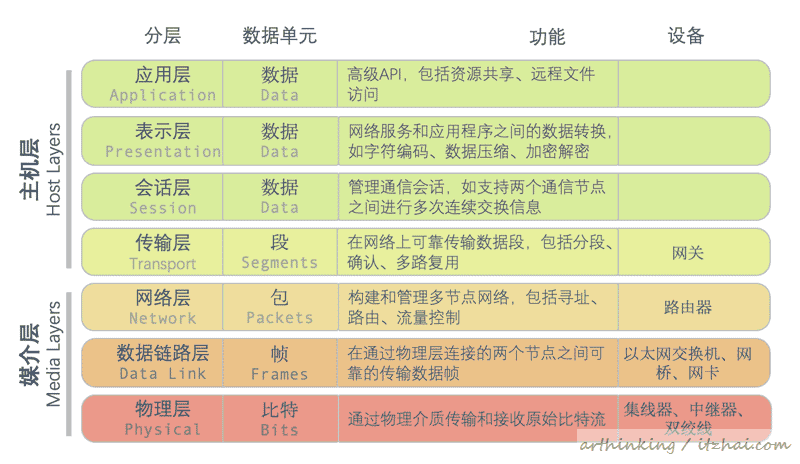 分层 数据单元 功能 设备
主机层
Host Layers
应用层
Application
数据
Data
高级API，包括资源共享、远程文件
访问
表示层
Presentation
数据
Data
网络服务和应用程序之间的数据转换，
如字符编码、数据压缩、加密解密
会话层
Session
数据
Data
管理通信会话，如支持两个通信节点
之间进行多次连续交换信息
传输层
Transport
段
Segments
在网络上可靠传输数据段，包括分段、
确认、多路复用
网关
媒介层
Media Layers
网络层
Network
包
Packets
构建和管理多节点网络，包括寻址、
路由、流量控制
路由器
数据链路层
Data Link
帧
Frames
在通过物理层连接的两个节点之间可
靠的传输数据帧
以太网交换机、网
桥、网卡
物理层
Physical
比特
Bits
通过物理介质传输和接收原始比特流
集线器、中继器、
双绞线
arthinking / itzhai.com